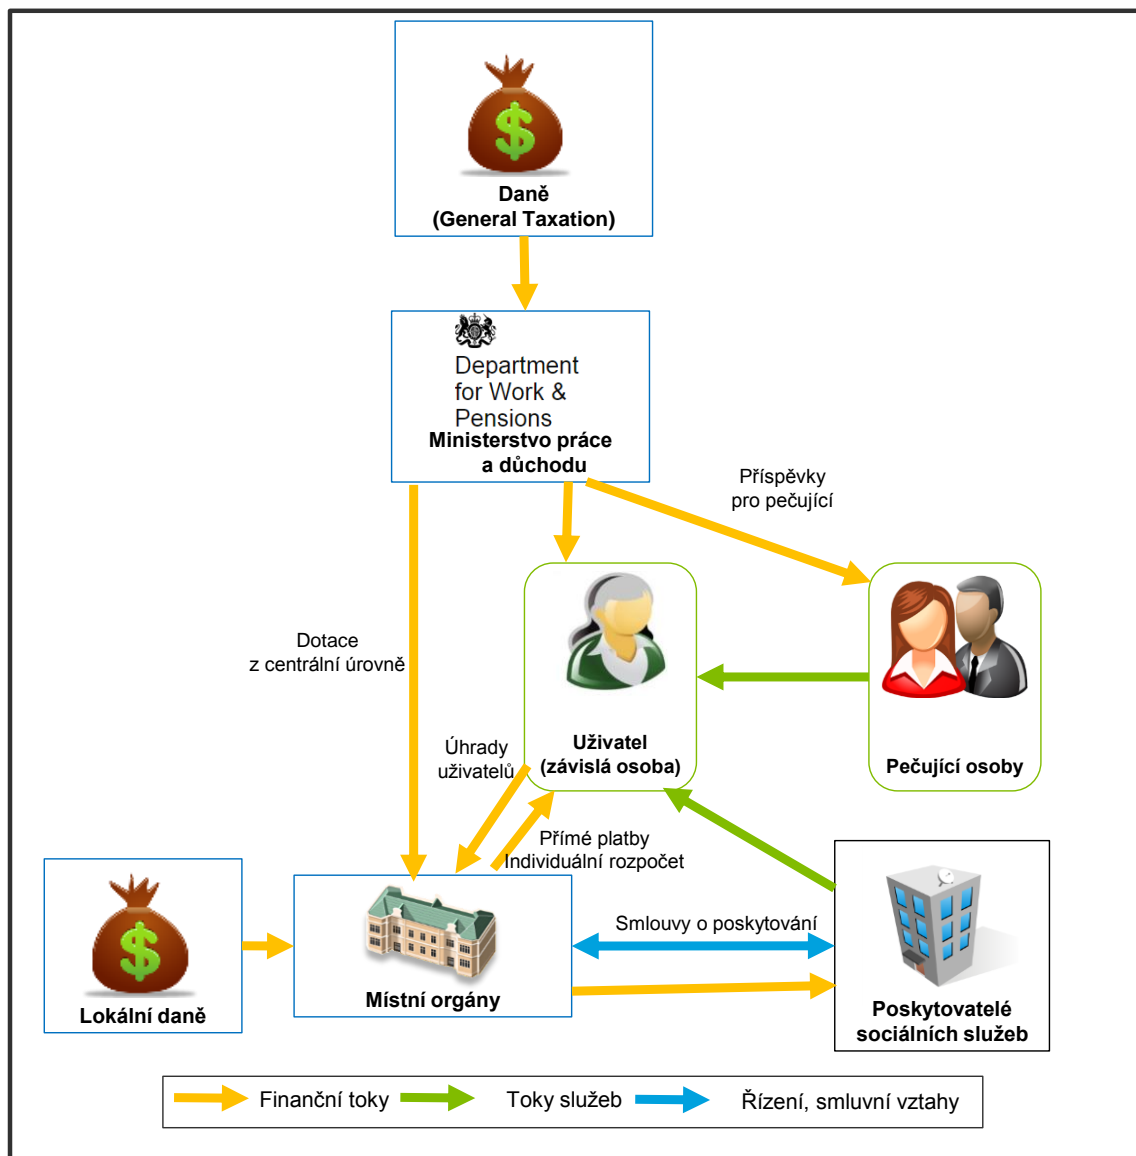 Daně
(General Taxation)
Department
for Work &
Pensions
Ministerstvo práce
a důchodu
Příspěvky
pro pečující
Dotace
z centrální úrovně
Uživatel
(závislá osoba)
Pečující osoby
Úhrady
uživatelů
Přímé platby
Individuální rozpočet
Smlouvy o poskytování
Lokální daně
Místní orgány
Poskytovatelé
sociálních služeb
Finanční toky
Toky služeb
Řízení, smluvní vztahy